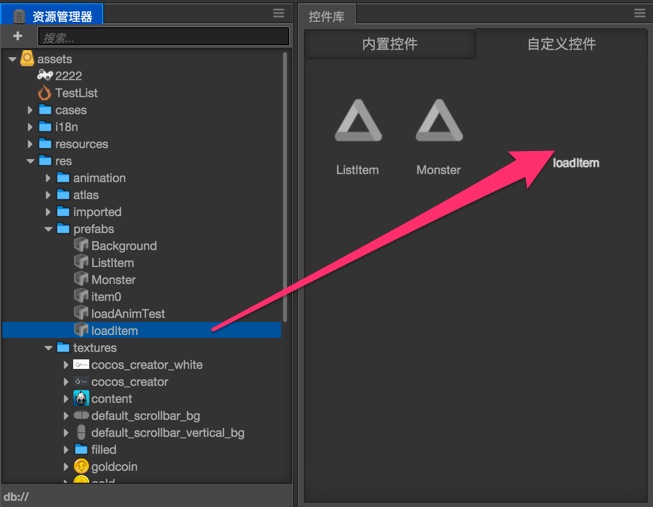 资源管理器
搜索...
assets
2222
TestList
cases
i18n
resources
res
animation
atlas
imported
prefabs
Background
ListItem
Monster
item0
loadAnimTest
loadItem
textures
cocos_creator_white
cocos_creator
content
default_scrollbar_bg
default_scrollbar_vertical_bg
filled
goldcoin
gold
db://
控件库
内置控件
自定义控件
ListItem
Monster
loadItem